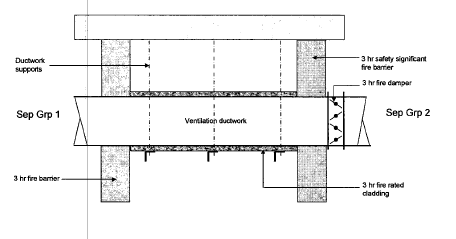 Ductwork
supports
3 hr safety significant
fire barrier
3 hr fire damper
Sep Grp 1
Ventilation ductwork
Sep Grp 2
3 hr fire barrier
3 hr fire rated
cladding